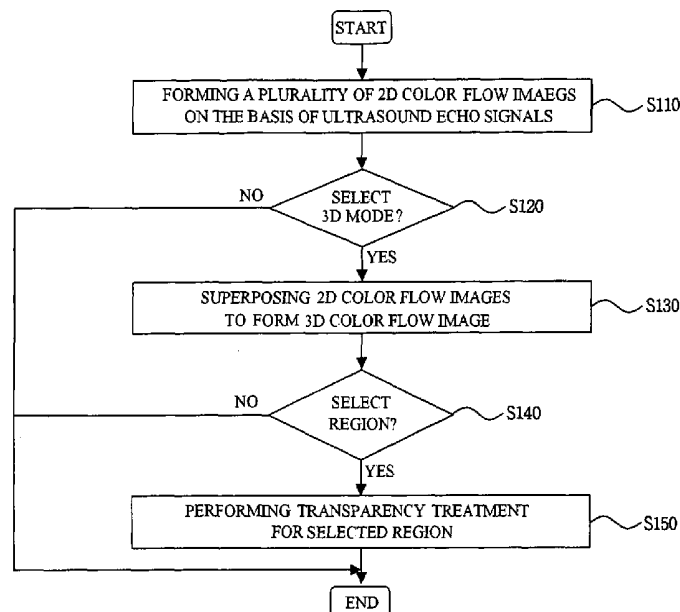 START
FORMING A PLURALITY OF 2D COLOR FLOW IMAEGS
ON THE BASIS OF ULTRASOUND ECHO SIGNALS
S110
NO
SELECT
3D MODE?
S120
YES
SUPERPOSING 2D COLOR FLOW IMAGES
TO FORM 3D COLOR FLOW IMAGE
S130
NO
SELECT
REGION?
S140
YES
PERFORMING TRANSPARENCY TREATMENT
FOR SELECTED REGION
S150
END